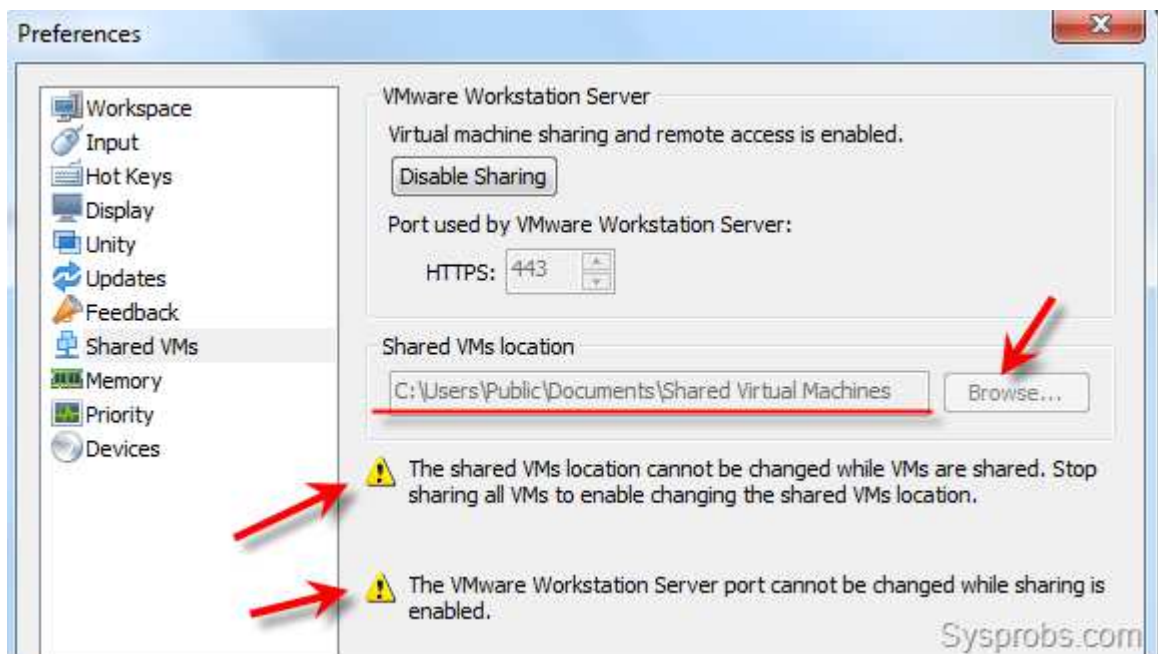 Preferences
Workspace
Input
Hot Keys
Display
Unity
Updates
Feedback
Shared VMs
Memory
Priority
Devices
VMware Workstation Server
Virtual machine sharing and remote access is enabled.
Disable Sharing
Port used by VMware Workstation Server:
HTTPS: 443
Shared VMs location
C:\Users\Public\Documents\Shared Virtual Machines Browse...
The shared VMs location cannot be changed while VMs are shared. Stop
sharing all VMs to enable changing the shared VMs location.
The VMware Workstation Server port cannot be changed while sharing is
enabled.
Sysprobs.com